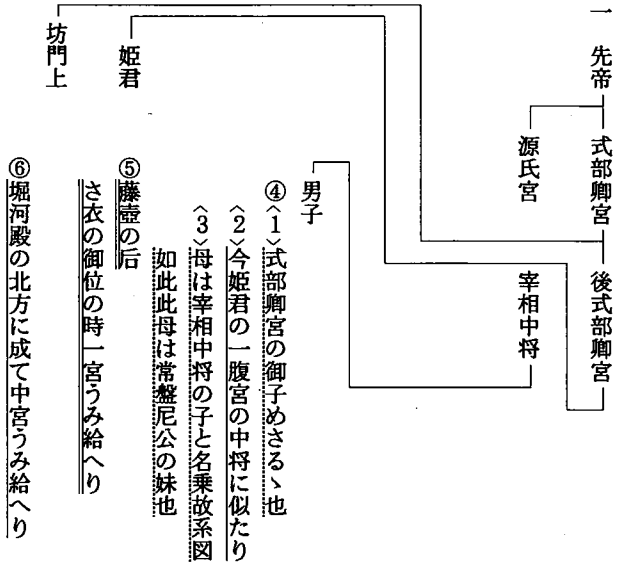 一　先帝
式部卿宮
後式部卿宮
源氏宮
宰相中将
男子
④〈1〉式部卿宮の御子めさるゝ也
〈2〉今姫君の一腹宮の中将に似たり
〈3〉母は宰相中将の子と名乗故系図
如此此母は常盤尼公の妹也
姫君
⑤藤壺の后
さ衣の御位の時一宮うみ給へり
坊門上
⑥堀河殿の北方に成て中宮うみ給へり